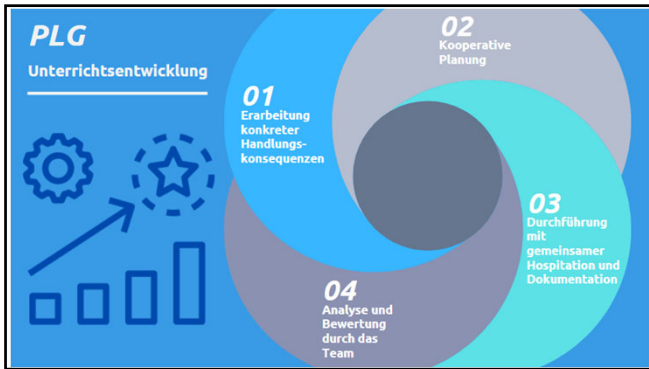 PLG
Unterrichtsentwicklung
01
Erarbeitung
konkreter
Handlungs-
konsequenzen
02
Kooperative
Planung
03
Durchführung
mit
gemeinsamer
Hospitation und
Dokumentation
04
Analyse und
Bewertung
durch das
Team